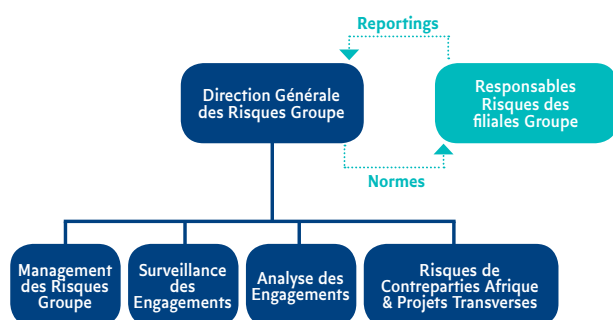 Reportings
Direction Générale
des Risques Groupe
Responsables
Risques des
filiales Groupe
Normes
Management
des Risques
Groupe
Surveillance
des
Engagements
Analyse des
Engagements
Risques de
Contreparties Afrique
& Projets Transverses